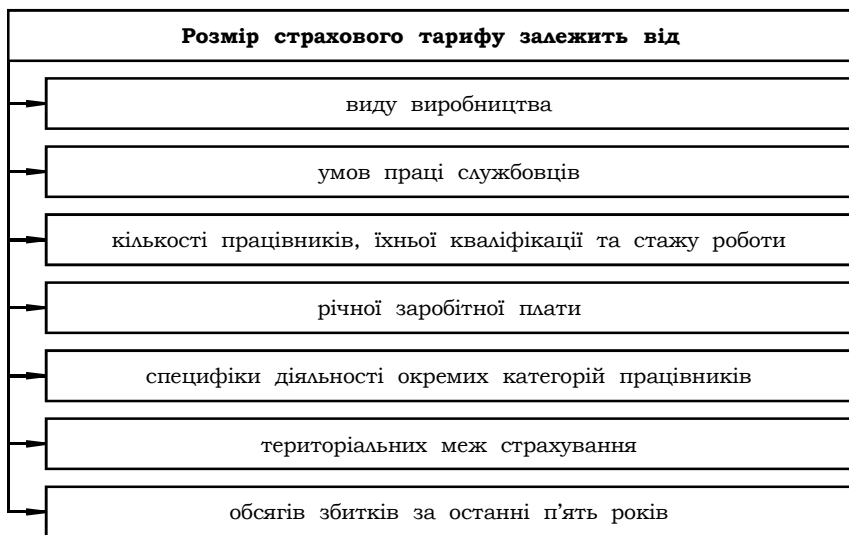 Розмір страхового тарифу залежить від
виду виробництва
умов праці службовців
кількості працівників, їхньої кваліфікації та стажу роботи
річної заробітної плати
специфіки діяльності окремих категорій працівників
територіальних меж страхування
обсягів збитків за останні п’ять років